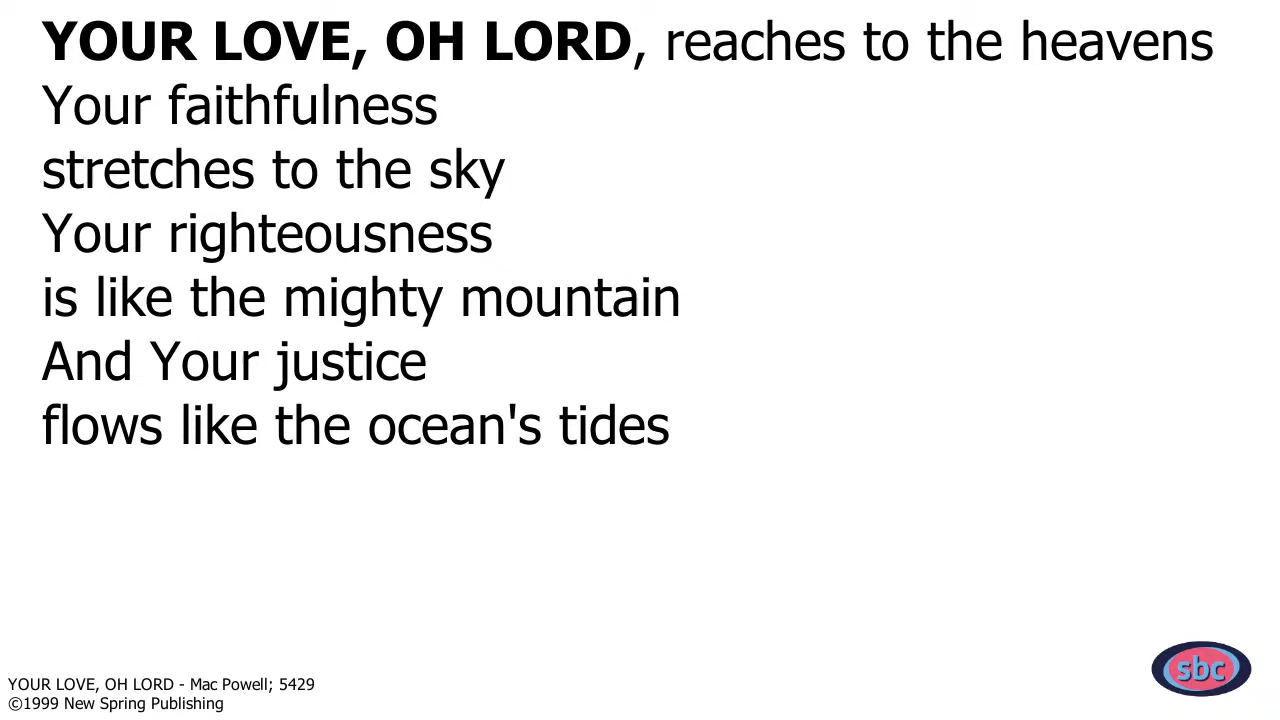 YOUR LOVE, OH LORD, reaches to the heavens
Your faithfulness
stretches to the sky
Your righteousness
is like the mighty mountain
And Your justice
flows like the ocean's tides
YOUR LOVE, OH LORD - Mac Powell; 5429
©1999 New Spring Publishing
sbc